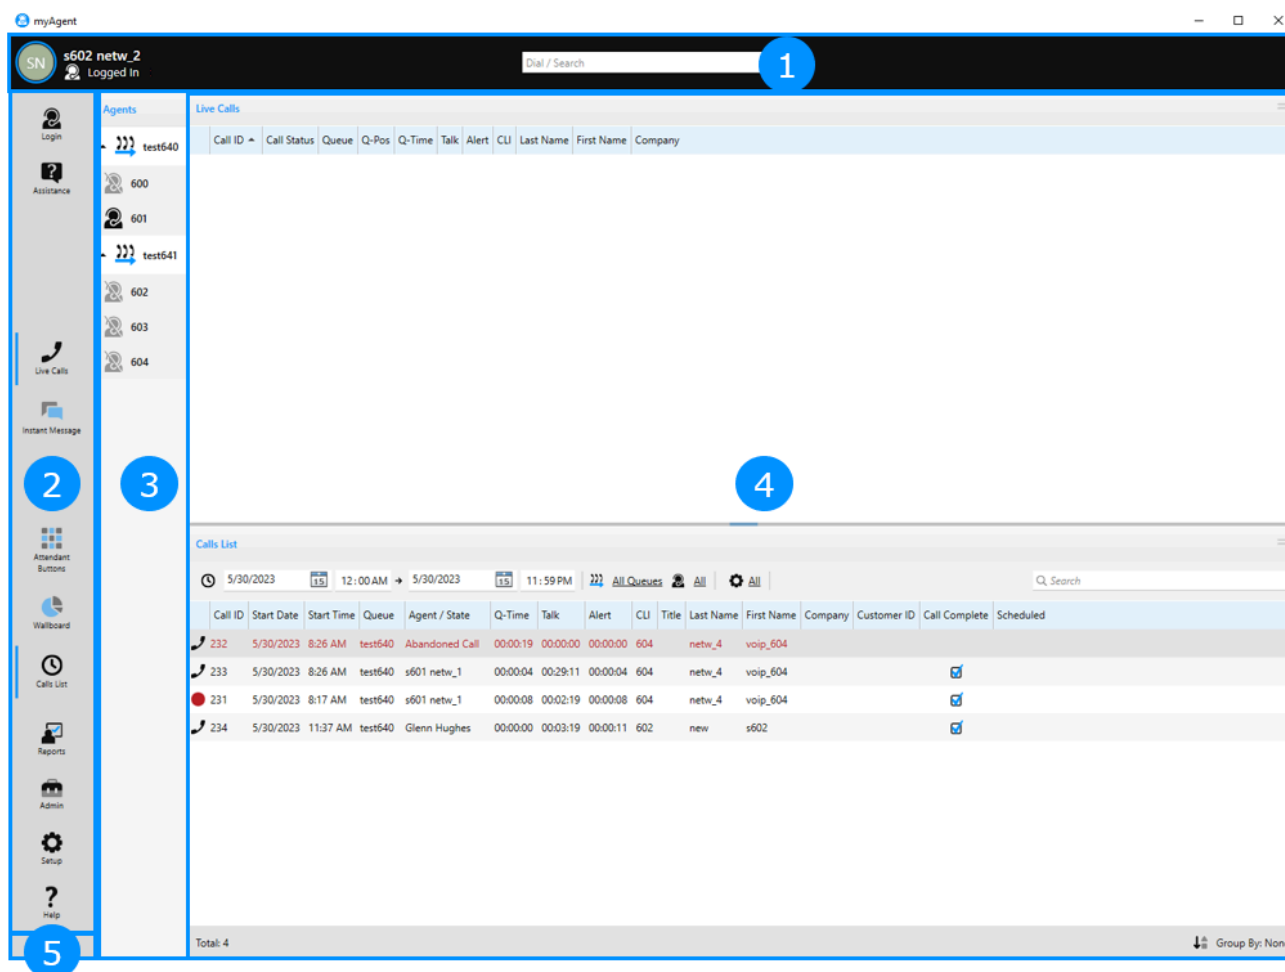 myAgent
SN
s602 netw_2
Logged In
Dial / Search
1
Login
Assistance
Live Calls
Instant Message
2
Attendant
Buttons
Wallboard
Calls List
Reports
Admin
Setup
Help
5
Agents
test640
600
601
test641
602
603
604
3
Live Calls
Call ID Call Status Queue Q-Pos Q-Time Talk Alert CLI Last Name First Name Company
4
Calls List
5/30/2023 15 12:00 AM 5/30/2023 15 11:59 PM All Queues All All Search
Call ID Start Date Start Time Queue Agent / State Q-Time Talk Alert CLI Title Last Name First Name Company Customer ID Call Complete Scheduled
232 5/30/2023 8:26 AM test640 Abandoned Call 00:00:19 00:00:00 00:00:00 604 netw_4 voip_604
233 5/30/2023 8:26 AM test640 s601 netw_1 00:00:04 00:29:11 00:00:04 604 netw_4 voip_604
231 5/30/2023 8:17 AM test640 s601 netw_1 00:00:08 00:02:19 00:00:08 604 netw_4 voip_604
234 5/30/2023 11:37 AM test640 Glenn Hughes 00:00:00 00:03:19 00:00:11 602 new s602
Total: 4 Group By: Non